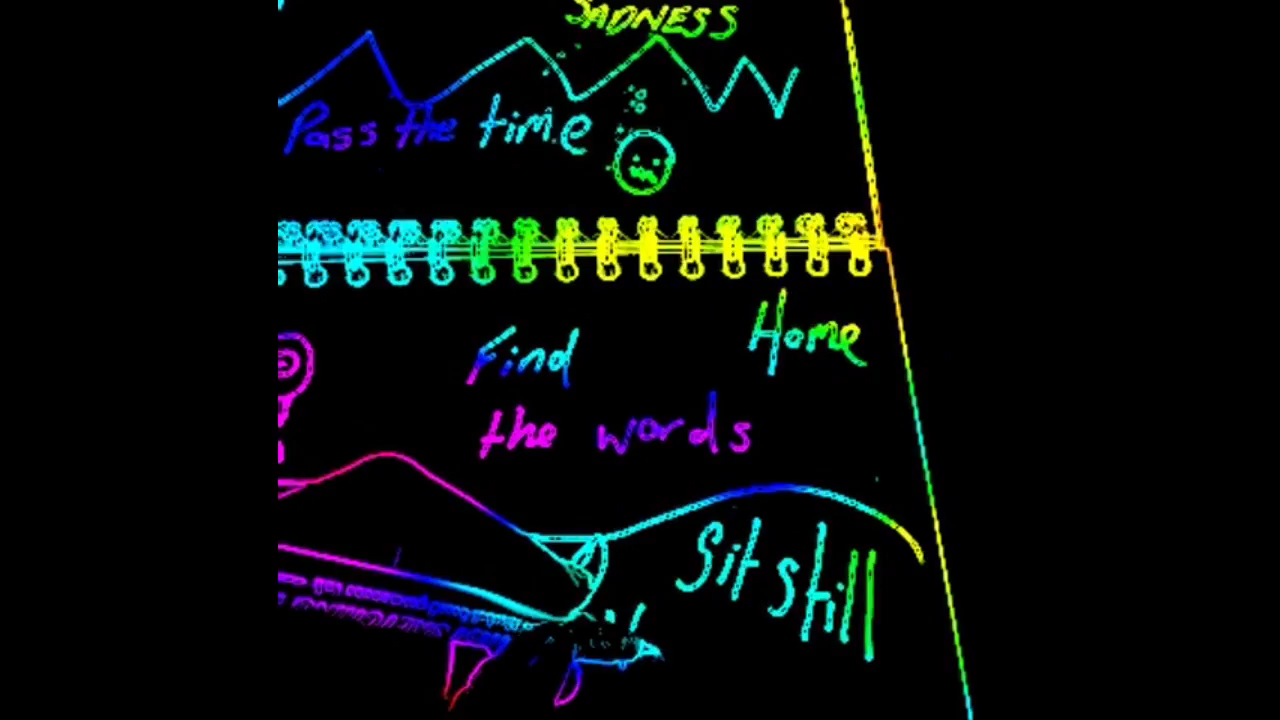 SADNESS
Pass the time
Home
Find
the words
Sit still